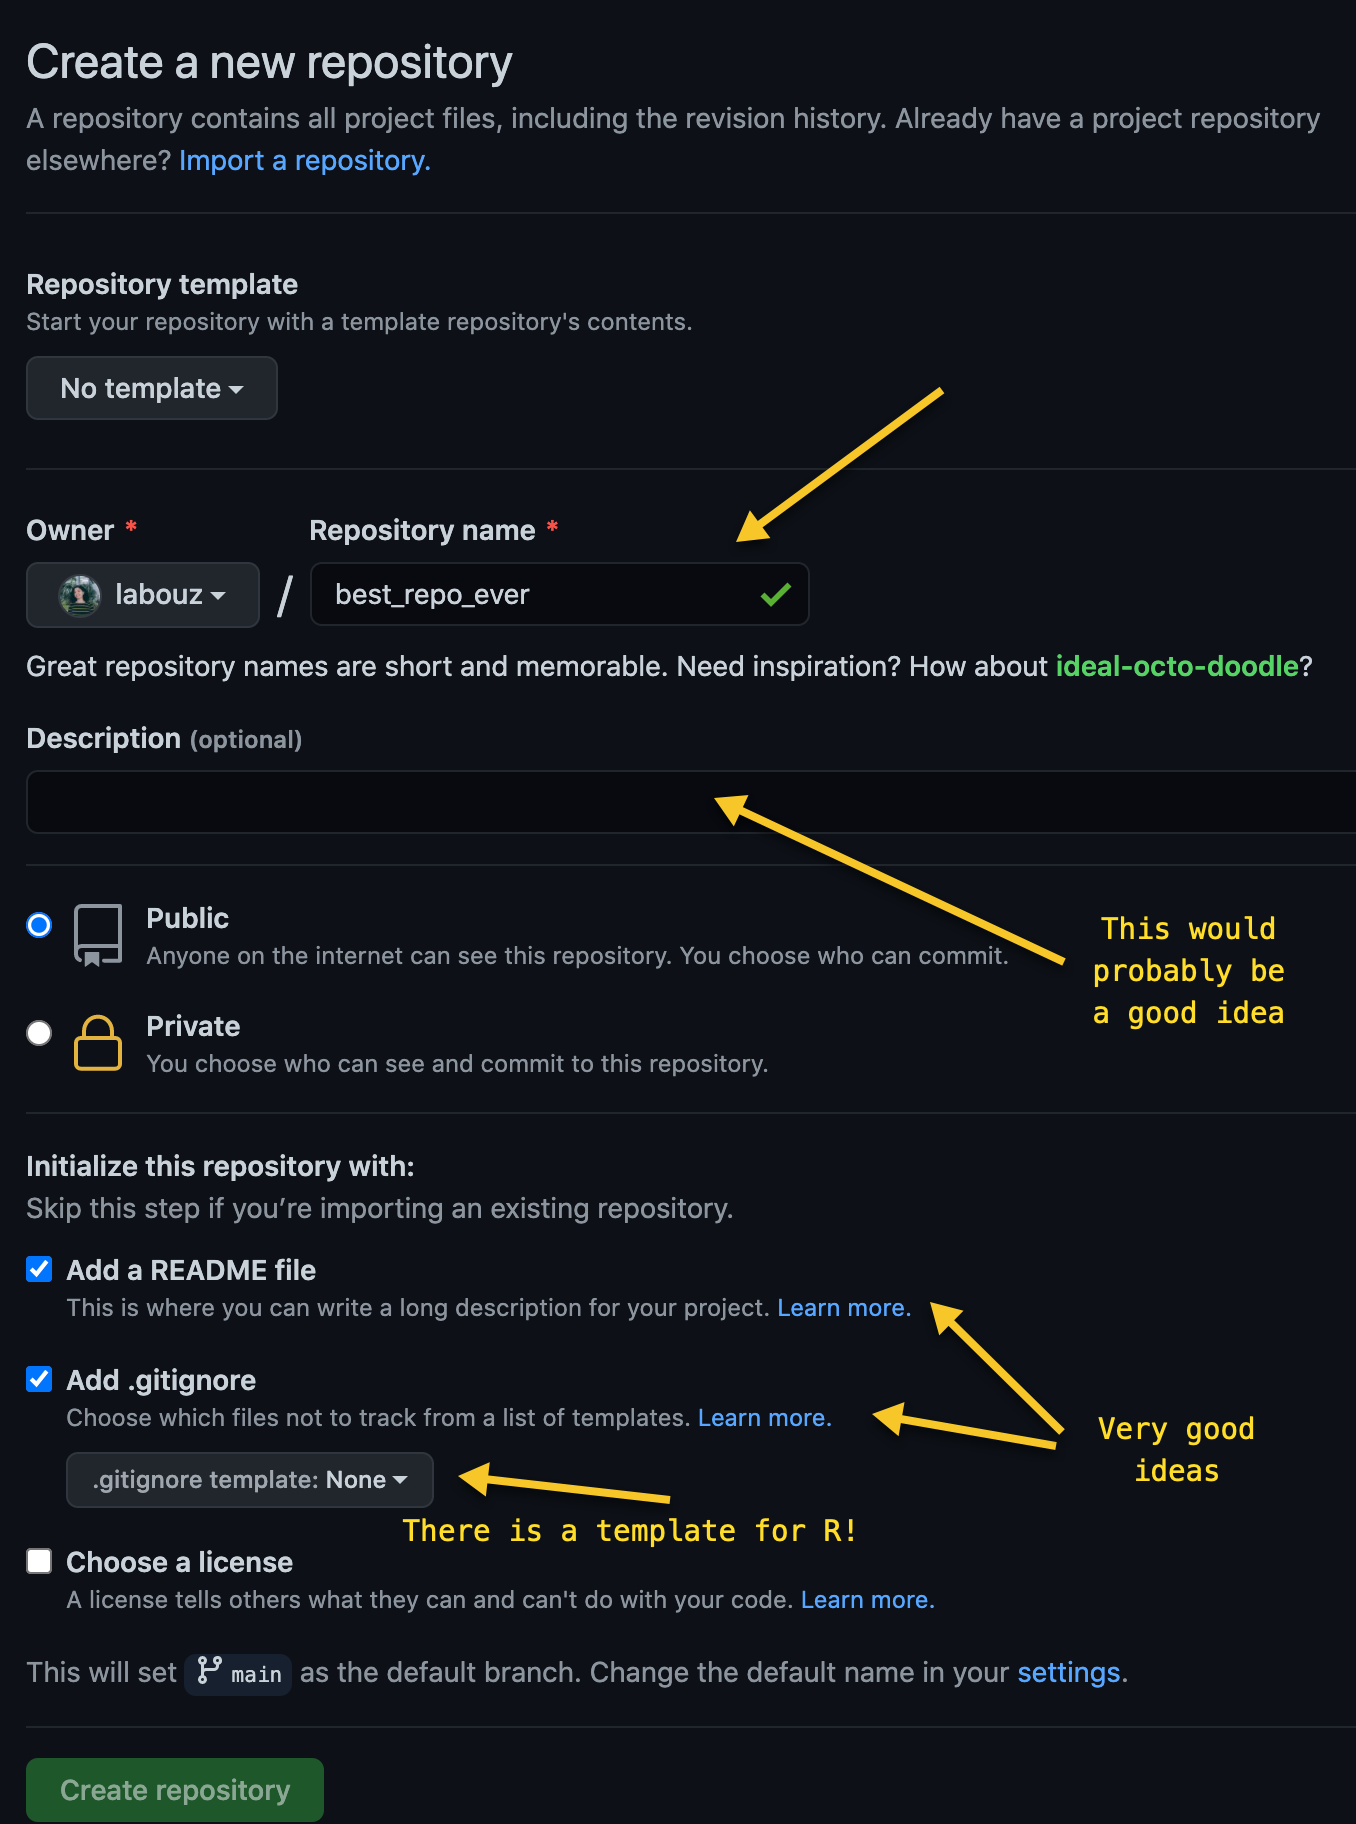 Create a new repository
A repository contains all project files, including the revision history. Already have a project repository
elsewhere? Import a repository.
Repository template
Start your repository with a template repository's contents.
No template
Owner * Repository name *
labouz / best_repo_ever
Great repository names are short and memorable. Need inspiration? How about ideal-octo-doodle?
Description (optional)
Public
Anyone on the internet can see this repository. You choose who can commit.
This would
probably be
a good idea
Private
You choose who can see and commit to this repository.
Initialize this repository with:
Skip this step if you’re importing an existing repository.
Add a README file
This is where you can write a long description for your project. Learn more.
Add .gitignore
Choose which files not to track from a list of templates. Learn more.
Very good
ideas
.gitignore template: None
There is a template for R!
Choose a license
A license tells others what they can and can't do with your code. Learn more.
This will set main as the default branch. Change the default name in your settings.
Create repository